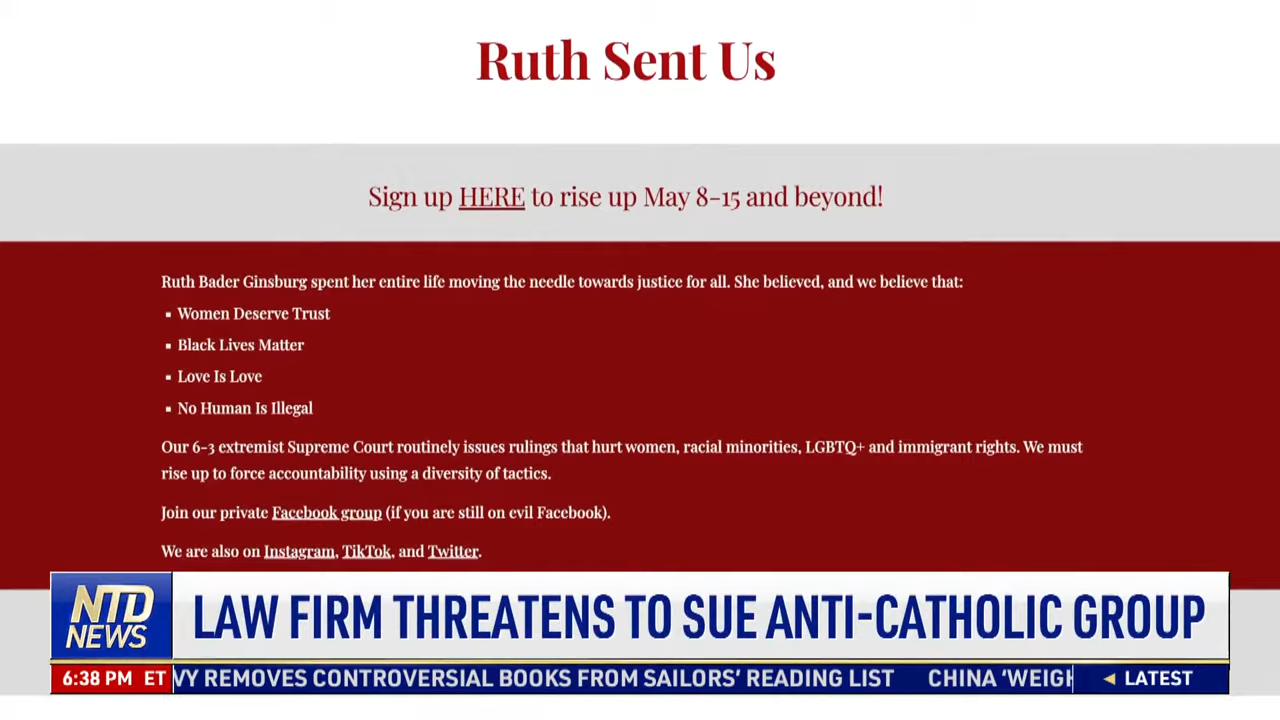 Ruth Sent Us
Sign up HERE to rise up May 8-15 and beyond!
Ruth Bader Ginsburg spent her entire life moving the needle towards justice for all. She believed, and we believe that:
▪ Women Deserve Trust
▪ Black Lives Matter
▪ Love Is Love
▪ No Human Is Illegal
Our 6-3 extremist Supreme Court routinely issues rulings that hurt women, racial minorities, LGBTQ+ and immigrant rights. We must
rise up to force accountability using a diversity of tactics.
Join our private Facebook group (if you are still on evil Facebook).
We are also on Instagram, TikTok, and Twitter.
NTD
NEWS
LAW FIRM THREATENS TO SUE ANTI-CATHOLIC GROUP
6:38 PM ET VY REMOVES CONTROVERSIAL BOOKS FROM SAILORS' READING LIST CHINA 'WEIGH ◄ LATEST